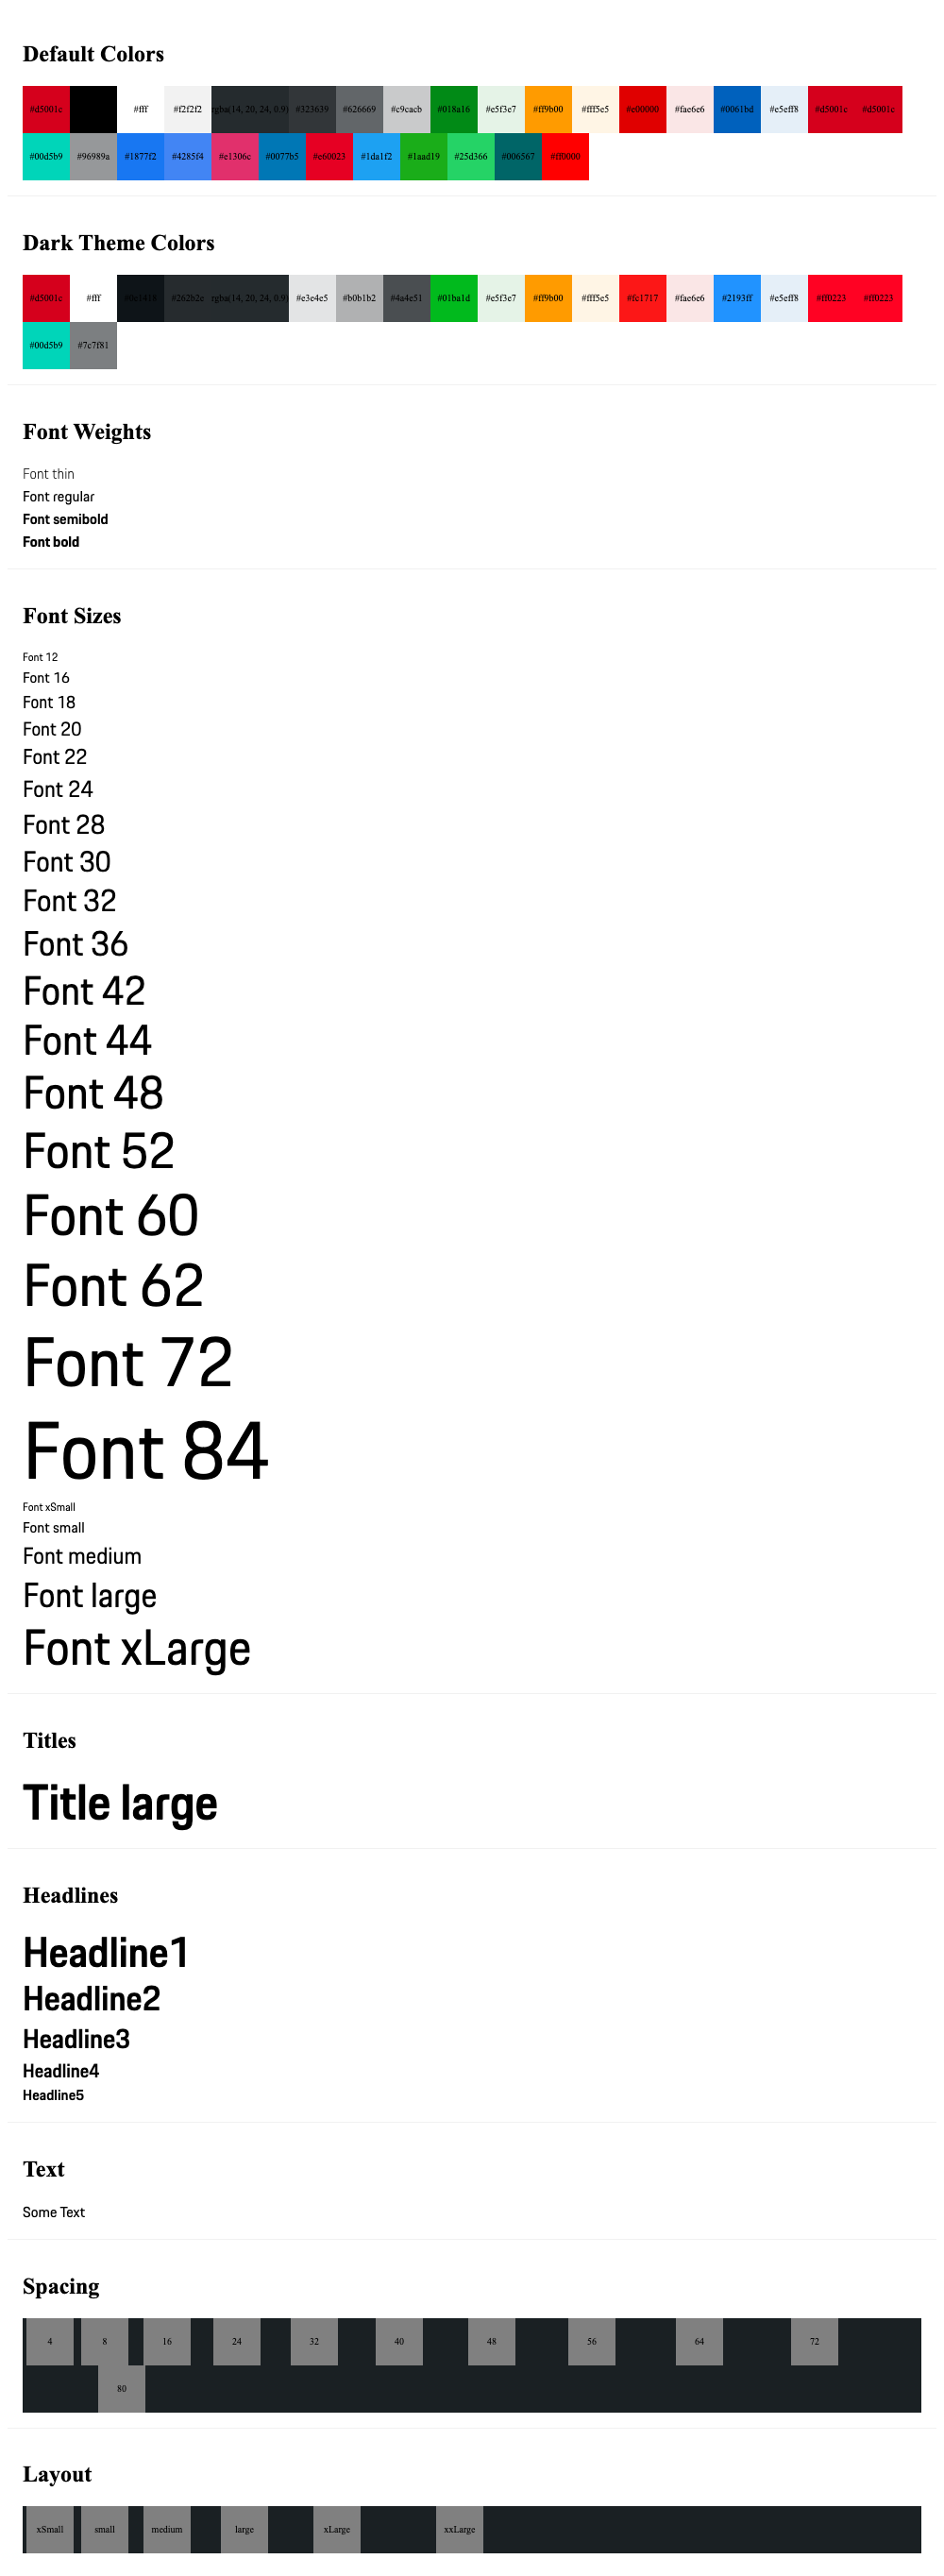 Default Colors
#d5001c #fff #f2f2f2 rgba(14, 20, 24, 0.9) #323639 #626669 #c9cacb #018a16 #e5f3e7 #ff9b00 #fff5e5 #e00000 #fae6e6 #0061bd #e5eff8 #d5001c #d5001c
#00d5b9 #96989a #1877f2 #4285f4 #e1306c #0077b5 #e60023 #1da1f2 #1aad19 #25d366 #006567 #ff0000
Dark Theme Colors
#d5001c #fff #0e1418 #262b2e rgba(14, 20, 24, 0.9) #e3e4e5 #b0b1b2 #4a4e51 #01ba1d #e5f3e7 #ff9b00 #fff5e5 #fc1717 #fae6e6 #2193ff #e5eff8 #ff0223 #ff0223
#00d5b9 #7c7f81
Font Weights
Font thin
Font regular
Font semibold
Font bold
Font Sizes
Font 12
Font 16
Font 18
Font 20
Font 22
Font 24
Font 28
Font 30
Font 32
Font 36
Font 42
Font 44
Font 48
Font 52
Font 60
Font 62
Font 72
Font 84
Font xSmall
Font small
Font medium
Font large
Font xLarge
Titles
Title large
Headlines
Headline1
Headline2
Headline3
Headline4
Headline5
Text
Some Text
Spacing
4 8 16 24 32 40 48 56 64 72
80
Layout
xSmall small medium large xLarge xxLarge